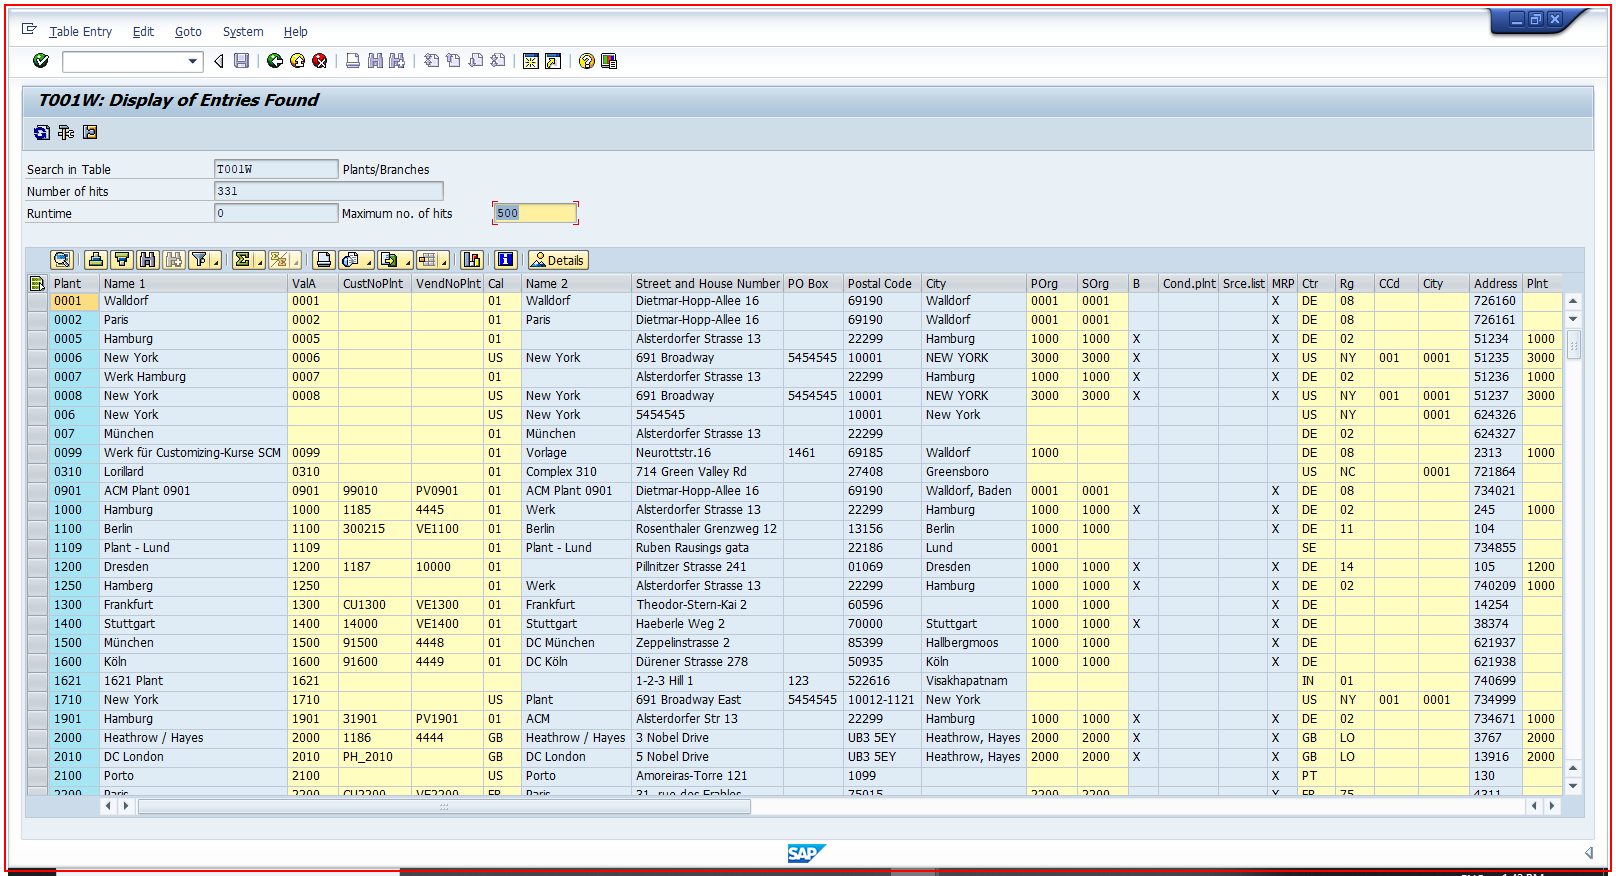 Table Entry Edit Goto System Help
T001W: Display of Entries Found
Search in Table T001W Plants/Branches
Number of hits 331
Runtime 0 Maximum no. of hits 500
Details
Plant Name 1 ValA CustNoPlnt VendNoPlnt Cal Name 2 Street and House Number PO Box Postal Code City POrg SOrg B Cond.plnt Srce.list MRP Ctr Rg CCd City Address Plnt
0001 Walldorf 0001 01 Walldorf Dietmar-Hopp-Allee 16 69190 Walldorf 0001 0001 X DE 08 726160
0002 Paris 0002 01 Paris Dietmar-Hopp-Allee 16 69190 Walldorf 0001 0001 X DE 08 726161
0005 Hamburg 0005 01 Alsterdorfer Strasse 13 22299 Hamburg 1000 1000 X X DE 02 51234 1000
0006 New York 0006 US New York 691 Broadway 5454545 10001 NEW YORK 3000 3000 X X US NY 001 0001 51235 3000
0007 Werk Hamburg 0007 01 Alsterdorfer Strasse 13 22299 Hamburg 1000 1000 X X DE 02 51236 1000
0008 New York 0008 US New York 691 Broadway 5454545 10001 NEW YORK 3000 3000 X X US NY 001 0001 51237 3000
006 New York US New York 5454545 10001 New York US NY 0001 624326
007 München 01 München Alsterdorfer Strasse 13 22299 DE 02 624327
0099 Werk für Customizing-Kurse SCM 0099 01 Vorlage Neurottstr.16 1461 69185 Walldorf 1000 DE 08 2313 1000
0310 Lorillard 0310 01 Complex 310 714 Green Valley Rd 27408 Greensboro US NC 0001 721864
0901 ACM Plant 0901 0901 99010 PV0901 01 ACM Plant 0901 Dietmar-Hopp-Allee 16 69190 Walldorf, Baden 0001 0001 X DE 08 734021
1000 Hamburg 1000 1185 4445 01 Werk Alsterdorfer Strasse 13 22299 Hamburg 1000 1000 X X DE 02 245 1000
1100 Berlin 1100 300215 VE1100 01 Berlin Rosenthaler Grenzweg 12 13156 Berlin 1000 1000 X DE 11 104
1109 Plant - Lund 1109 01 Plant - Lund Ruben Rausings gata 22186 Lund 0001 SE 734855
1200 Dresden 1200 1187 10000 01 Pillnitzer Strasse 241 01069 Dresden 1000 1000 X X DE 14 105 1200
1250 Hamberg 1250 01 Werk Alsterdorfer Strasse 13 22299 Hamburg 1000 1000 X X DE 02 740209 1000
1300 Frankfurt 1300 CU1300 VE1300 01 Frankfurt Theodor-Stern-Kai 2 60596 1000 1000 X DE 14254
1400 Stuttgart 1400 14000 VE1400 01 Stuttgart Haeberle Weg 2 70000 Stuttgart 1000 1000 X X DE 38374
1500 München 1500 91500 4448 01 DC München Zeppelinstrasse 2 85399 Hallbergmoos 1000 1000 X DE 621937
1600 Köln 1600 91600 4449 01 DC Köln Dürener Strasse 278 50935 Köln 1000 1000 X DE 621938
1621 1621 Plant 1621 1-2-3 Hill 1 123 522616 Visakhapatnam IN 01 740699
1710 New York 1710 US Plant 691 Broadway East 5454545 10012-1121 New York US NY 001 0001 734999
1901 Hamburg 1901 31901 PV1901 01 ACM Alsterdorfer Str 13 22299 Hamburg 1000 1000 X X DE 02 734671 1000
2000 Heathrow / Hayes 2000 1186 4444 GB Heathrow / Hayes 3 Nobel Drive UB3 5EY Heathrow, Hayes 2000 2000 X X GB LO 3767 2000
2010 DC London 2010 PH_2010 GB DC London 5 Nobel Drive UB3 5EY Heathrow, Hayes 2000 2000 X X GB LO 13916 2000
2100 Porto 2100 US Porto Amoreiras-Torre 121 1099 X PT 130
2200 Paris 2200 CU2200 VE2200 FR Paris 75015 2200 2200 X FR 75 4311
SAP